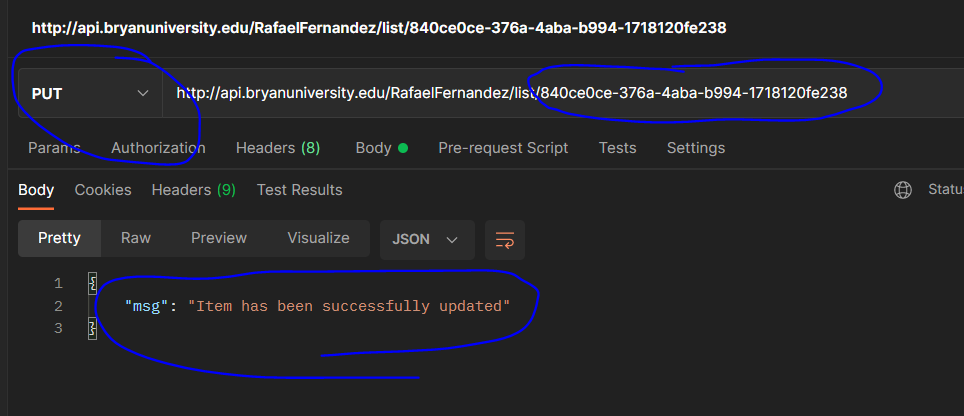 http://api.bryanuniversity.edu/RafaelFernandez/list/840ce0ce-376a-4aba-b994-1718120fe238
PUT http://api.bryanuniversity.edu/RafaelFernandez/list/840ce0ce-376a-4aba-b994-1718120fe238
Params Authorization Headers (8) Body Pre-request Script Tests Settings
Body Cookies Headers (9) Test Results Statu
Pretty Raw Preview Visualize JSON
1 {
2 "msg": "Item has been successfully updated"
3 }